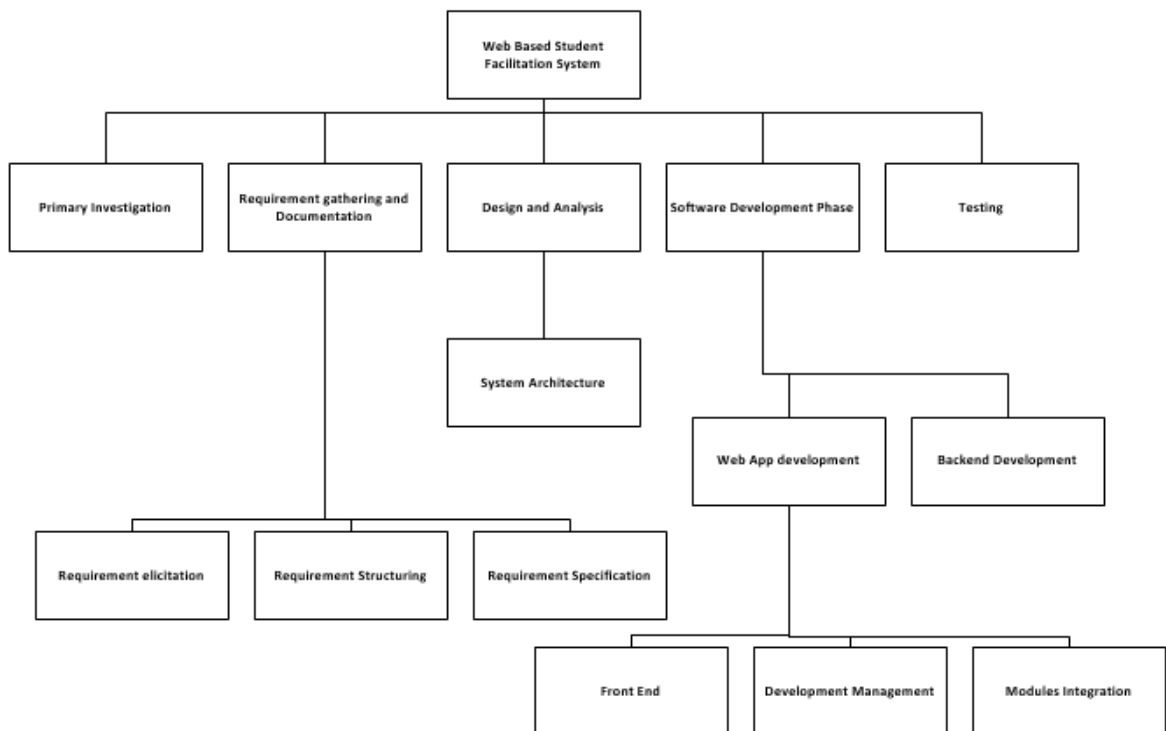 Web Based Student
Facilitation System
Primary Investigation
Requirement gathering and
Documentation
Design and Analysis
Software Development Phase
Testing
System Architecture
Web App development
Backend Development
Requirement elicitation
Requirement Structuring
Requirement Specification
Front End
Development Management
Modules Integration